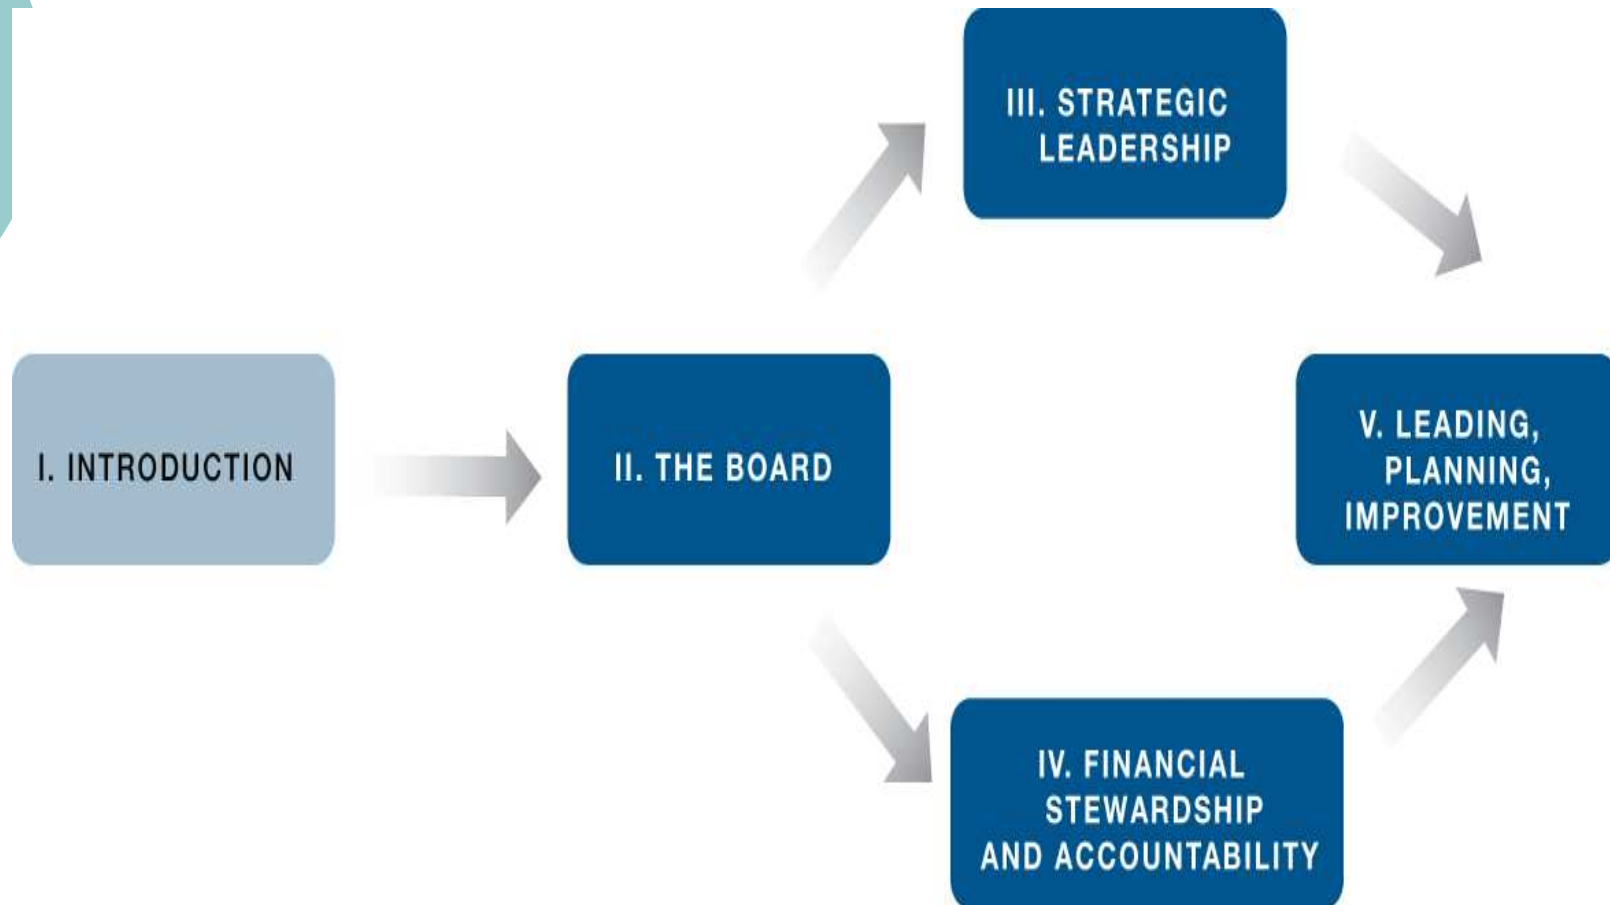 I. INTRODUCTION
II. THE BOARD
III. STRATEGIC
LEADERSHIP
IV. FINANCIAL
STEWARDSHIP
AND ACCOUNTABILITY
V. LEADING,
PLANNING,
IMPROVEMENT